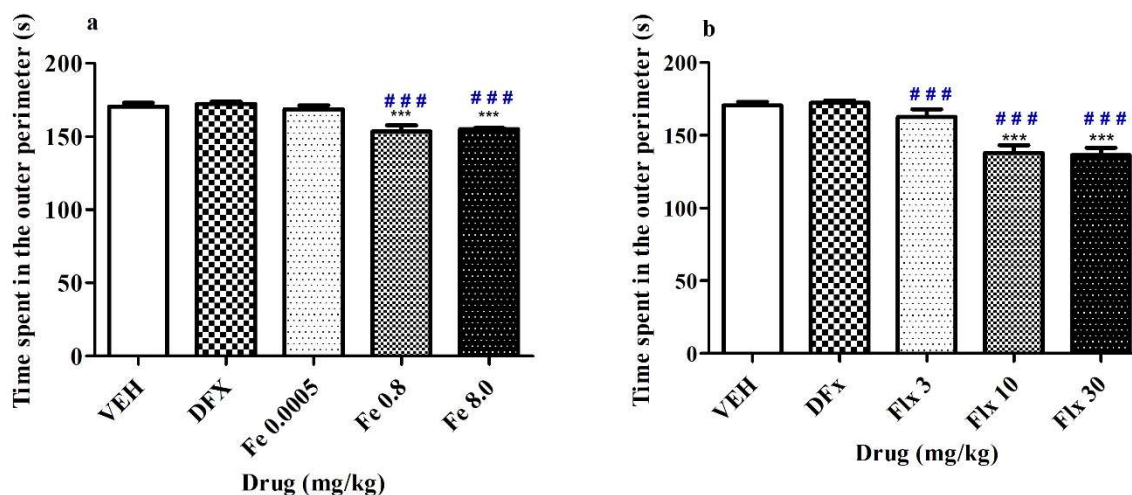 a
Time spent in the outer perimeter (s)
200
150
100
50
0
# # #
***
# # #
***
VEH
DFX
Fe 0.0005
Fe 0.8
Fe 8.0
Drug (mg/kg)
b
Time spent in the outer perimeter (s)
200
150
100
50
0
# # #
# # #
***
# # #
***
VEH
DFx
Flx 3
Flx 10
Flx 30
Drug (mg/kg)